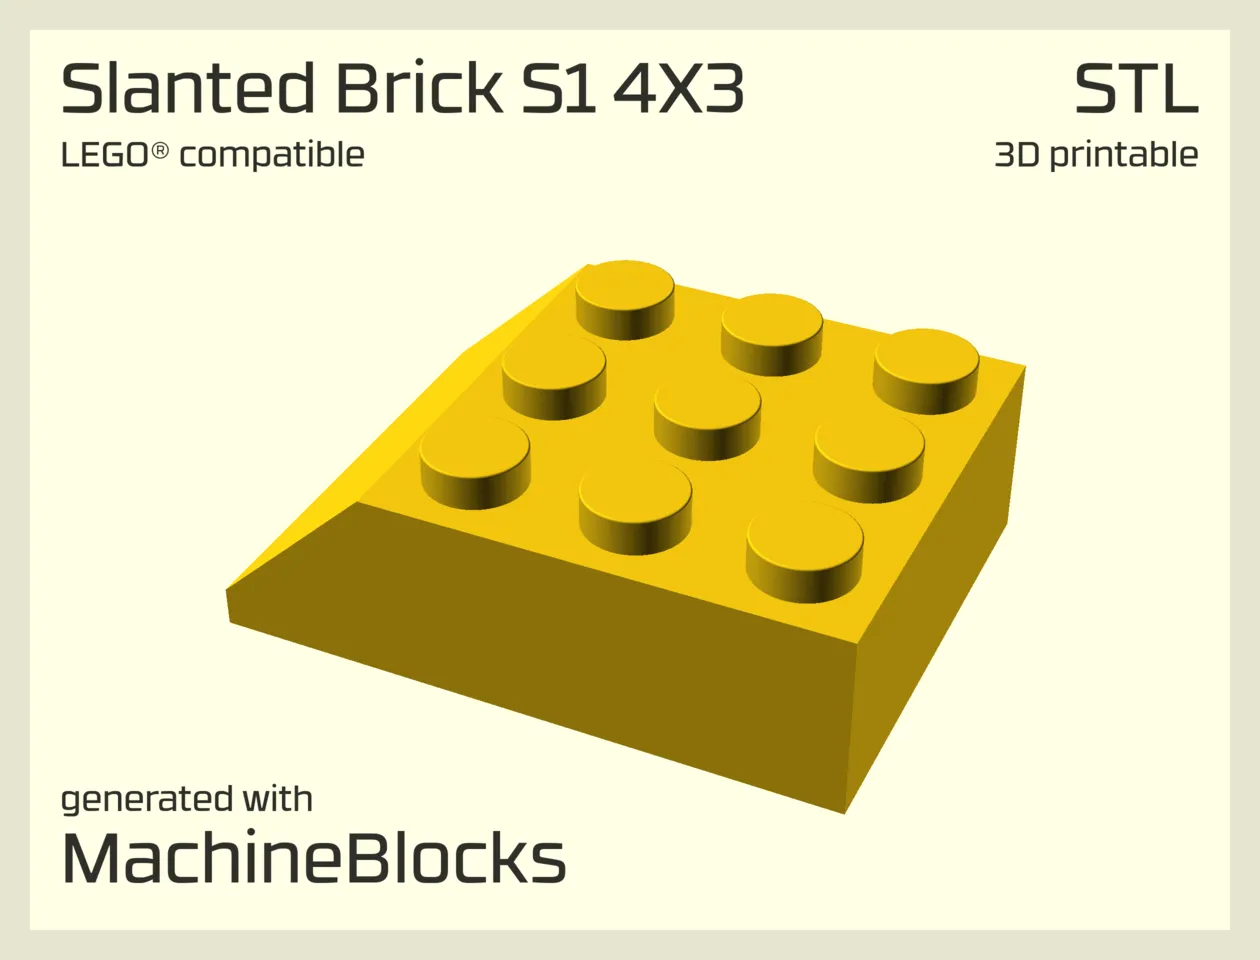 Slanted Brick S1 4X3
LEGO® compatible
STL
3D printable
generated with
MachineBlocks